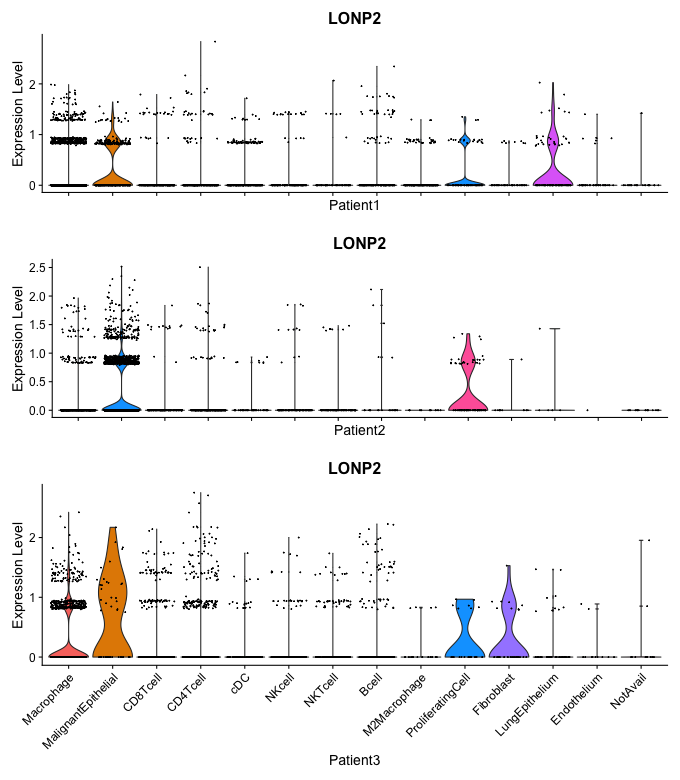 LONP2
Expression Level
2
1
0
Patient1
LONP2
Expression Level
2.5
2.0
1.5
1.0
0.5
0.0
Patient2
LONP2
Expression Level
2
1
0
Macrophage
MalignantEpithelial
CD8Tcell
CD4Tcell
cDC
NKcell
NKTcell
Bcell
M2Macrophage
ProliferatingCell
Fibroblast
LungEpithelium
Endothelium
NotAvail
Patient3